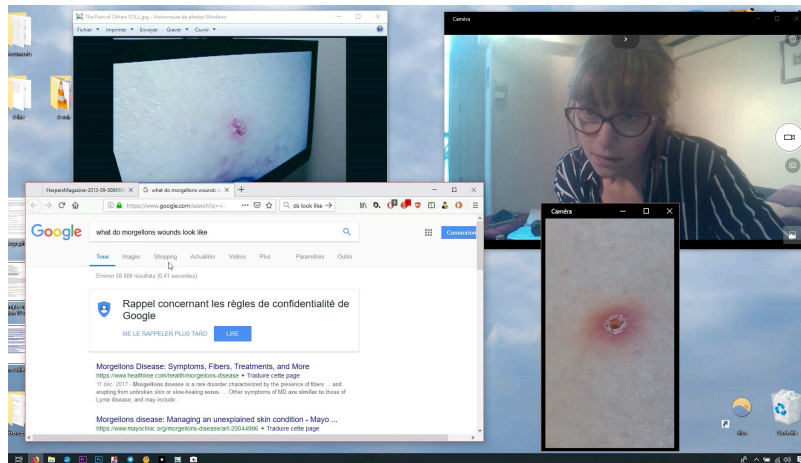 The Pain of Others STILL.jpg - Visionneuse de photos Windows
Fichier Imprimer Envoyer Graver Ouvrir
Caméra
HarpersMagazine-2013-09-0084
what do morgellons wounds l
https://www.google.com/search?q=
ds look like
Google
what do morgellons wounds look like
Connexion
Tous Images Shopping Actualités Vidéos Plus Paramètres Outils
Environ 58 600 résultats (0,41 secondes)
Rappel concernant les règles de confidentialité de
Google
ME LE RAPPELER PLUS TARD
LIRE
Morgellons Disease: Symptoms, Fibers, Treatments, and More
https://www.healthline.com/health/morgellons-disease Traduire cette page
11 déc. 2017 - Morgellons disease is a rare disorder characterized by the presence of fibers ... and
erupting from unbroken skin or slow-healing sores. ... Other symptoms of MD are similar to those of
Lyme disease, and may include:
Morgellons disease: Managing an unexplained skin condition - Mayo ...
https://www.mayoclinic.org/morgellons-disease/art-20044996 Traduire cette page
Caméra